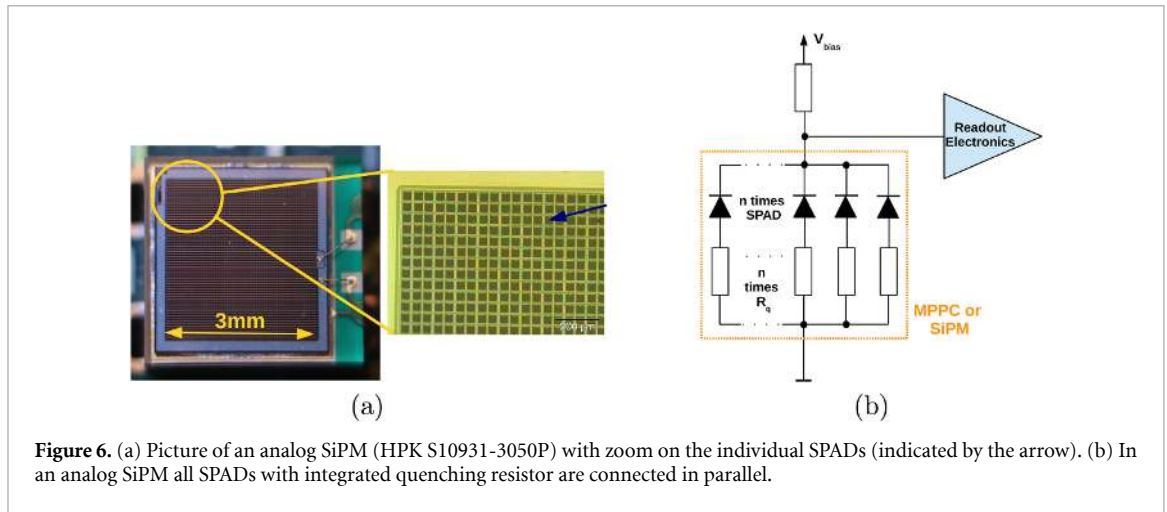 V bias
Readout
Electronics
n times
SPAD
n
times
R q
MPPC or
SiPM
3mm
200 µm
(a)
(b)
Figure 6. (a) Picture of an analog SiPM (HPK S10931-3050P) with zoom on the individual SPADs (indicated by the arrow). (b) In
an analog SiPM all SPADs with integrated quenching resistor are connected in parallel.